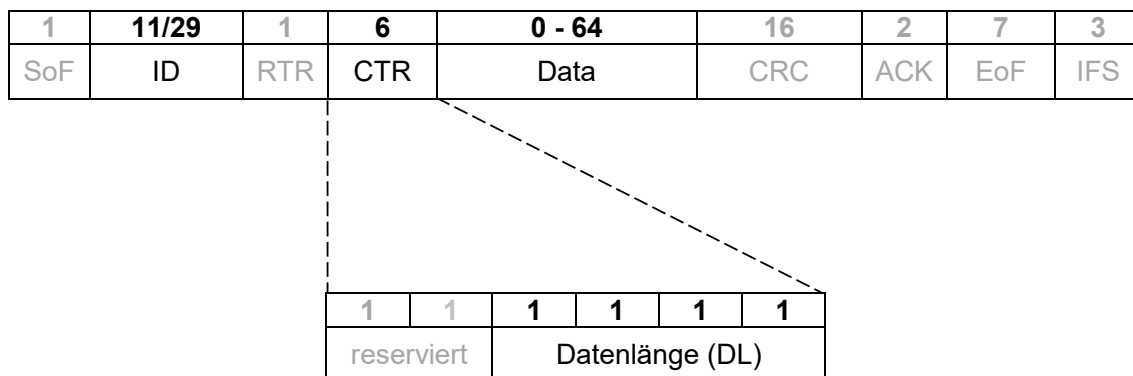 1 11/29 1 6 0 - 64 16 2 7 3
SoF ID RTR CTR Data CRC ACK EoF IFS
1 1 1 1 1 1
reserviert Datenlänge (DL)